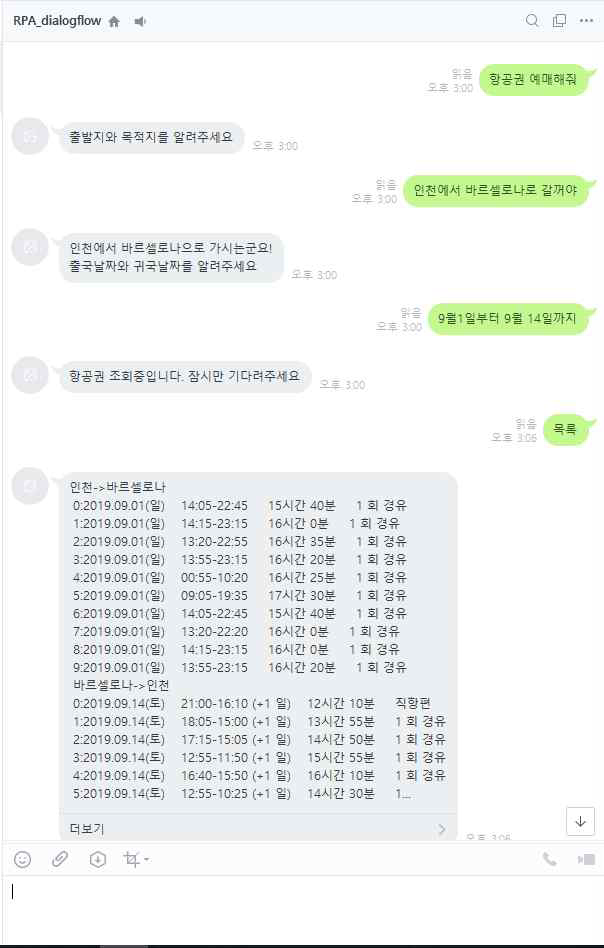 RPA_dialogflow
읽음
오후 3:00
항공권 예매해줘
출발지와 목적지를 알려주세요
오후 3:00
읽음
오후 3:00
인천에서 바르셀로나로 갈꺼야
인천에서 바르셀로나으로 가시는군요!
출국날짜와 귀국날짜를 알려주세요
오후 3:00
읽음
오후 3:00
9월1일부터 9월 14일까지
항공권 조회중입니다. 잠시만 기다려주세요
오후 3:00
읽음
오후 3:06
목록
인천->바르셀로나
0:2019.09.01(일) 14:05-22:45 15시간 40분 1 회 경유
1:2019.09.01(일) 14:15-23:15 16시간 0분 1 회 경유
2:2019.09.01(일) 13:20-22:55 16시간 35분 1 회 경유
3:2019.09.01(일) 13:55-23:15 16시간 20분 1 회 경유
4:2019.09.01(일) 00:55-10:20 16시간 25분 1 회 경유
5:2019.09.01(일) 09:05-19:35 17시간 30분 1 회 경유
6:2019.09.01(일) 14:05-22:45 15시간 40분 1 회 경유
7:2019.09.01(일) 13:20-22:20 16시간 0분 1 회 경유
8:2019.09.01(일) 14:15-23:15 16시간 0분 1 회 경유
9:2019.09.01(일) 13:55-23:15 16시간 20분 1 회 경유
바르셀로나->인천
0:2019.09.14(토) 21:00-16:10 (+1 일) 12시간 10분 직항편
1:2019.09.14(토) 18:05-15:00 (+1 일) 13시간 55분 1 회 경유
2:2019.09.14(토) 17:15-15:05 (+1 일) 14시간 50분 1 회 경유
3:2019.09.14(토) 12:55-11:50 (+1 일) 15시간 55분 1 회 경유
4:2019.09.14(토) 16:40-15:50 (+1 일) 16시간 10분 1 회 경유
5:2019.09.14(토) 12:55-10:25 (+1 일) 14시간 30분 1...
더보기
오후 3:06